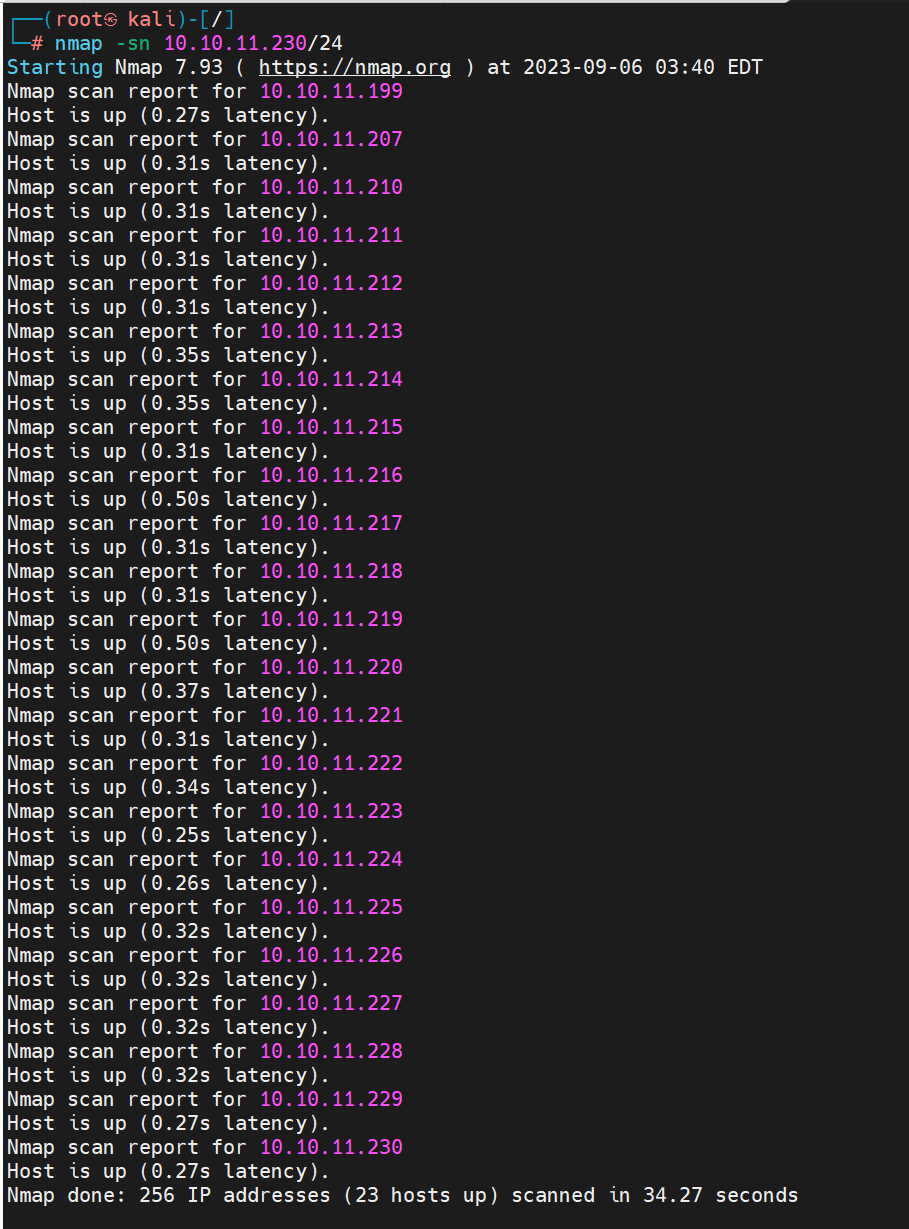 ┌──(root㉿ kali)-[/]
└─# nmap -sn 10.10.11.230/24
Starting Nmap 7.93 ( https://nmap.org ) at 2023-09-06 03:40 EDT
Nmap scan report for 10.10.11.199
Host is up (0.27s latency).
Nmap scan report for 10.10.11.207
Host is up (0.31s latency).
Nmap scan report for 10.10.11.210
Host is up (0.31s latency).
Nmap scan report for 10.10.11.211
Host is up (0.31s latency).
Nmap scan report for 10.10.11.212
Host is up (0.31s latency).
Nmap scan report for 10.10.11.213
Host is up (0.35s latency).
Nmap scan report for 10.10.11.214
Host is up (0.35s latency).
Nmap scan report for 10.10.11.215
Host is up (0.31s latency).
Nmap scan report for 10.10.11.216
Host is up (0.50s latency).
Nmap scan report for 10.10.11.217
Host is up (0.31s latency).
Nmap scan report for 10.10.11.218
Host is up (0.31s latency).
Nmap scan report for 10.10.11.219
Host is up (0.50s latency).
Nmap scan report for 10.10.11.220
Host is up (0.37s latency).
Nmap scan report for 10.10.11.221
Host is up (0.31s latency).
Nmap scan report for 10.10.11.222
Host is up (0.34s latency).
Nmap scan report for 10.10.11.223
Host is up (0.25s latency).
Nmap scan report for 10.10.11.224
Host is up (0.26s latency).
Nmap scan report for 10.10.11.225
Host is up (0.32s latency).
Nmap scan report for 10.10.11.226
Host is up (0.32s latency).
Nmap scan report for 10.10.11.227
Host is up (0.32s latency).
Nmap scan report for 10.10.11.228
Host is up (0.32s latency).
Nmap scan report for 10.10.11.229
Host is up (0.27s latency).
Nmap scan report for 10.10.11.230
Host is up (0.27s latency).
Nmap done: 256 IP addresses (23 hosts up) scanned in 34.27 seconds